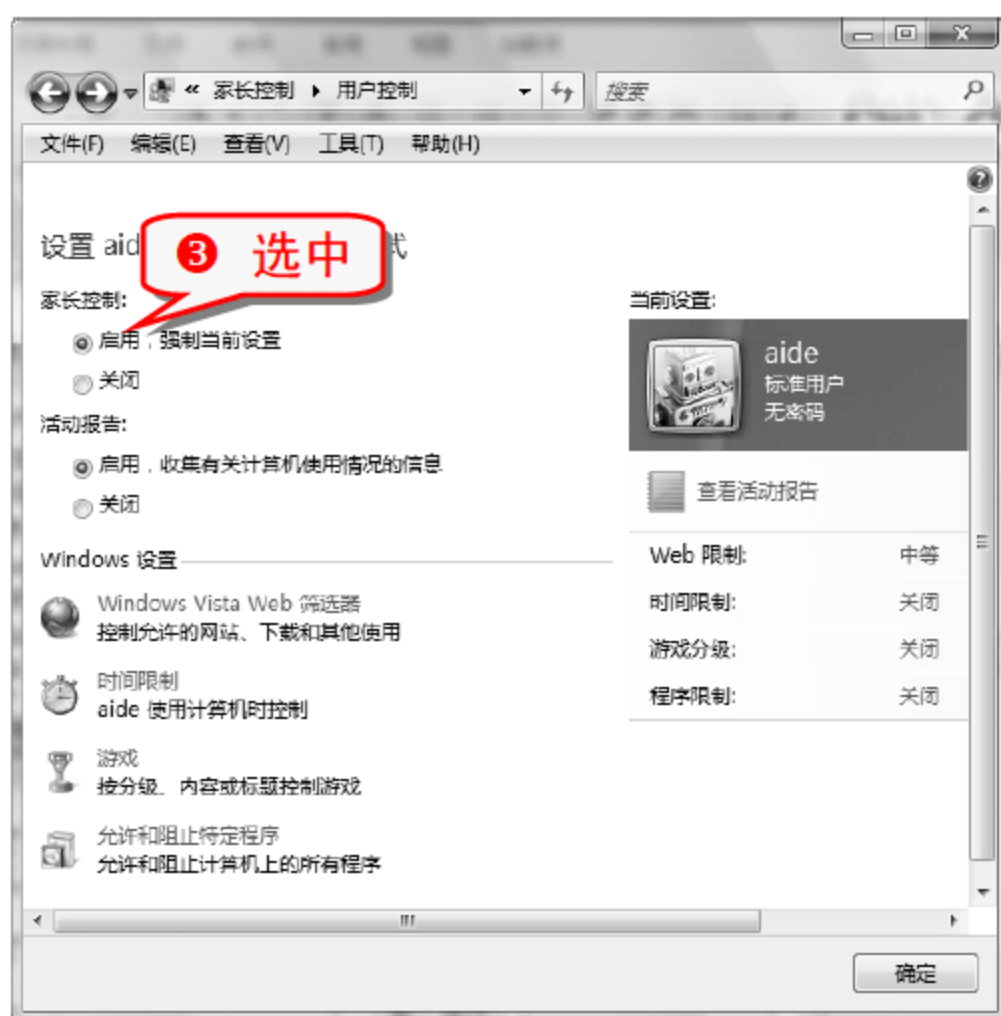 « 家长控制 ▸ 用户控制
搜索
文件(F) 编辑(E) 查看(V) 工具(T) 帮助(H)
设置 aid 式
❸ 选中
家长控制:
启用，强制当前设置
关闭
活动报告:
启用，收集有关计算机使用情况的信息
关闭
Windows 设置
Windows Vista Web 筛选器
控制允许的网站、下载和其他使用
时间限制
aide 使用计算机时控制
游戏
按分级、内容或标题控制游戏
允许和阻止特定程序
允许和阻止计算机上的所有程序
当前设置:
aide
标准用户
无密码
查看活动报告
Web 限制: 中等
时间限制: 关闭
游戏分级: 关闭
程序限制: 关闭
确定